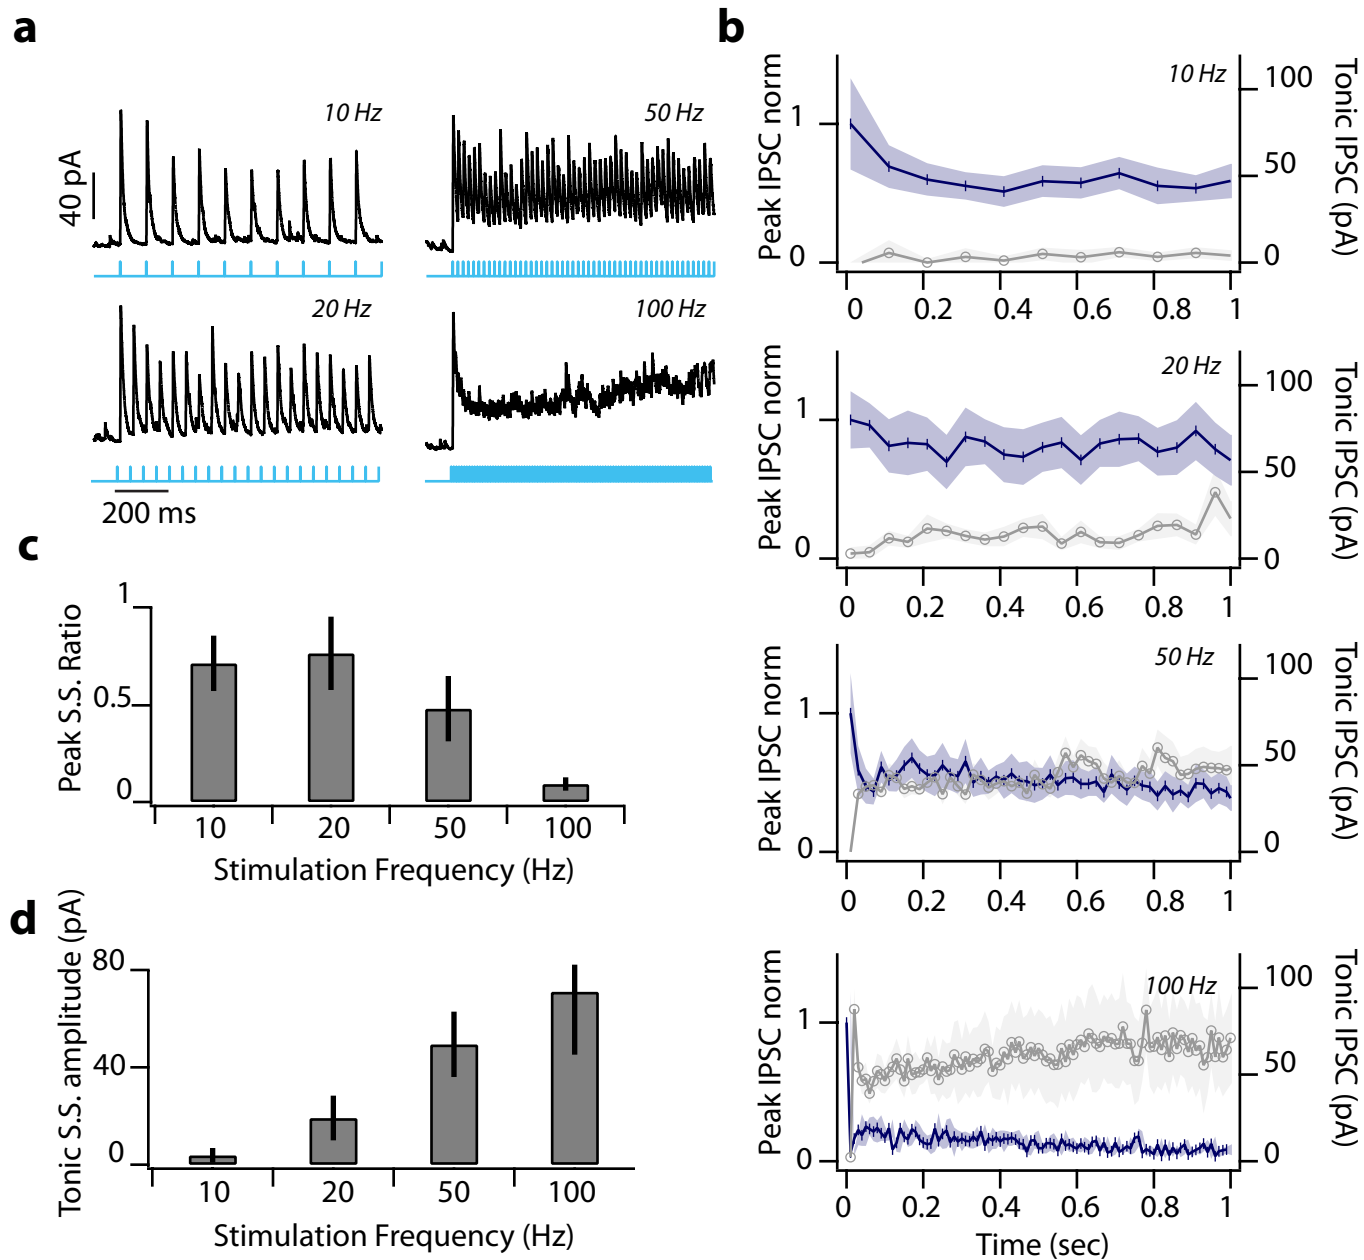 a
10 Hz
50 Hz
40 pA
20 Hz
100 Hz
200 ms
b
10 Hz
Peak IPSC norm
1
0
100
50
0
Tonic IPSC (pA)
0 0.2 0.4 0.6 0.8 1
20 Hz
Peak IPSC norm
1
0
100
50
0
Tonic IPSC (pA)
0 0.2 0.4 0.6 0.8 1
50 Hz
Peak IPSC norm
1
0
100
50
0
Tonic IPSC (pA)
0 0.2 0.4 0.6 0.8 1
100 Hz
Peak IPSC norm
1
0
100
50
0
Tonic IPSC (pA)
0 0.2 0.4 0.6 0.8 1
Time (sec)
c
Peak S.S. Ratio
1
0.5
0
10 20 50 100
Stimulation Frequency (Hz)
d
Tonic S.S. amplitude (pA)
80
40
0
10 20 50 100
Stimulation Frequency (Hz)